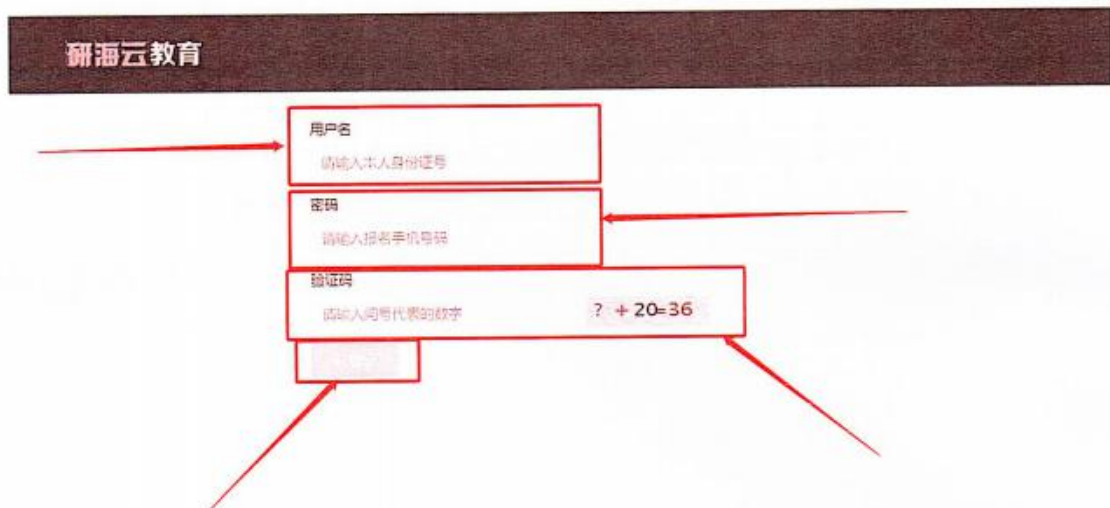 研海云教育
用户名
请输入本人身份证号
密码
请输入报名手机号码
验证码
请输入问号代表的数字
? +20=36